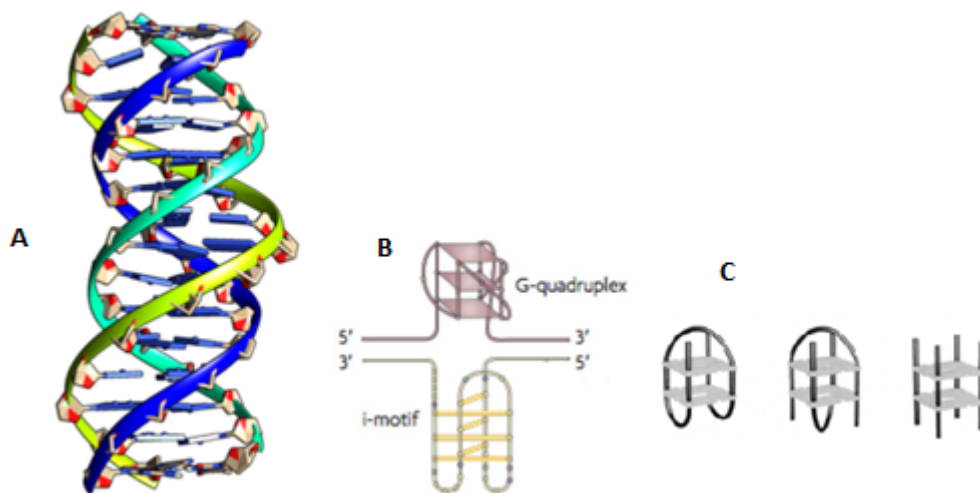 A
B
G-quadruplex
5′ 3′
3′ 5′
i-motif
C